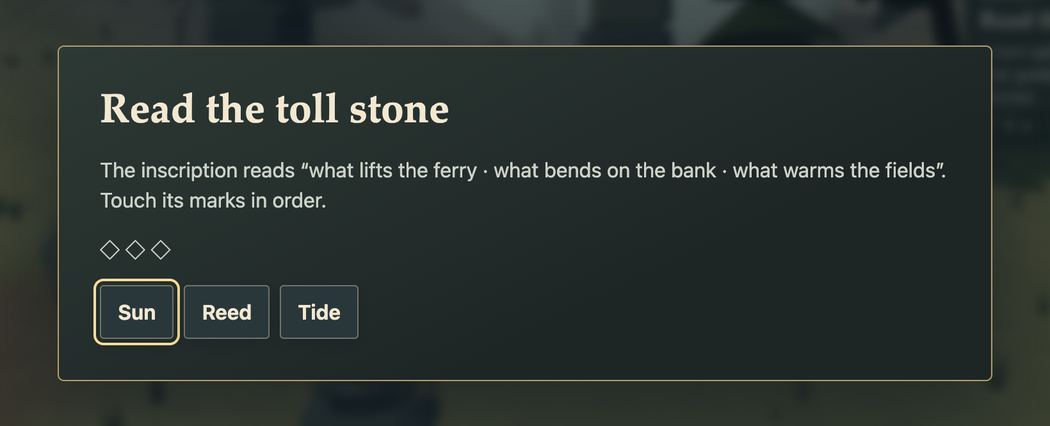 Read the toll stone
The inscription reads “what lifts the ferry · what bends on the bank · what warms the fields”.
Touch its marks in order.
Sun
Reed
Tide